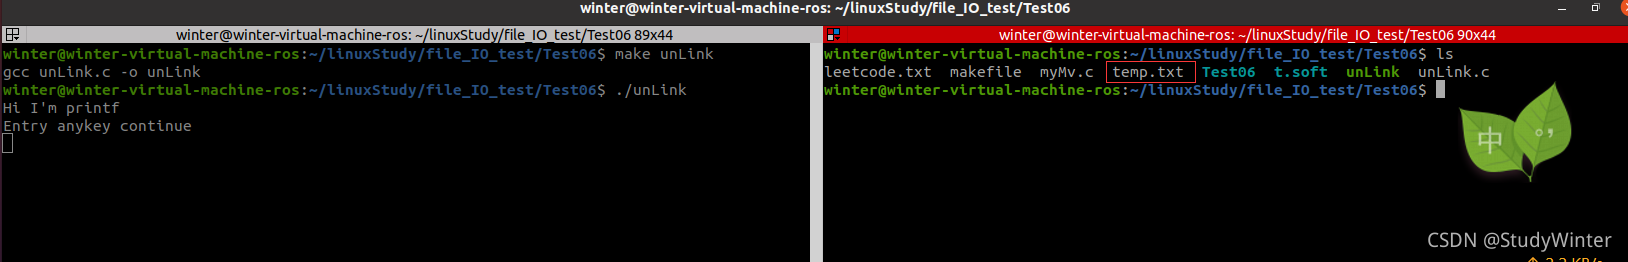 winter@winter-virtual-machine-ros: ~/linuxStudy/file_IO_test/Test06
winter@winter-virtual-machine-ros: ~/linuxStudy/file_IO_test/Test06 89x44
winter@winter-virtual-machine-ros:~/linuxStudy/file_IO_test/Test06$ make unLink
gcc unLink.c -o unLink
winter@winter-virtual-machine-ros:~/linuxStudy/file_IO_test/Test06$ ./unLink
Hi I'm printf
Entry anykey continue
winter@winter-virtual-machine-ros: ~/linuxStudy/file_IO_test/Test06 90x44
winter@winter-virtual-machine-ros:~/linuxStudy/file_IO_test/Test06$ ls
leetcode.txt makefile myMv.c temp.txt Test06 t.soft unLink unLink.c
winter@winter-virtual-machine-ros:~/linuxStudy/file_IO_test/Test06$
中 °,
CSDN @StudyWinter